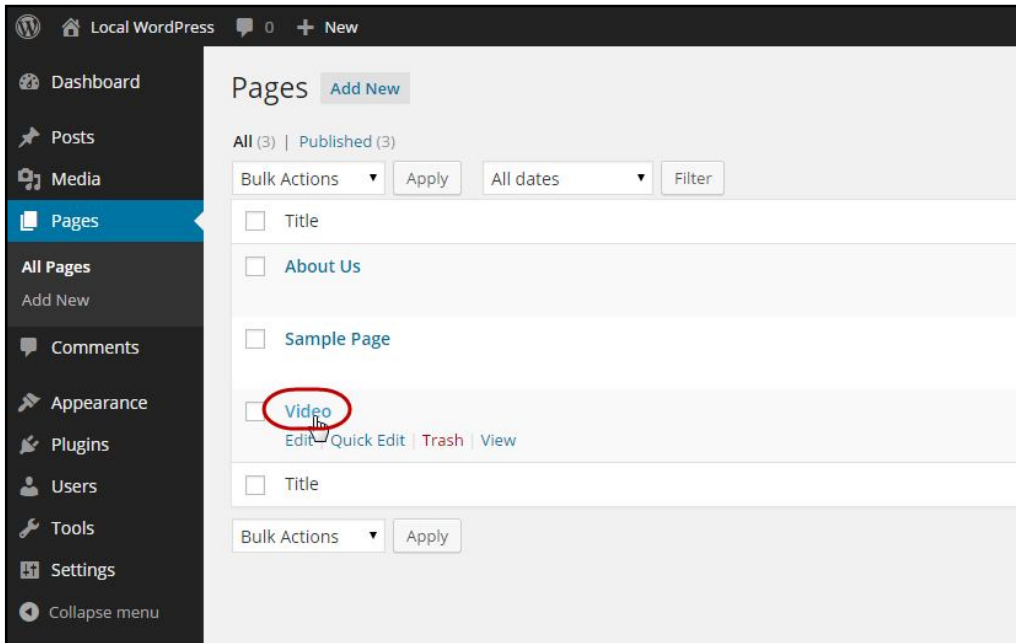 Local WordPress 0 + New
Dashboard
Posts
Media
Pages
All Pages
Add New
Comments
Appearance
Plugins
Users
Tools
Settings
Collapse menu
Pages Add New
All (3) | Published (3)
Bulk Actions Apply All dates Filter
Title
About Us
Sample Page
Video
Edit | Quick Edit | Trash | View
Title
Bulk Actions Apply